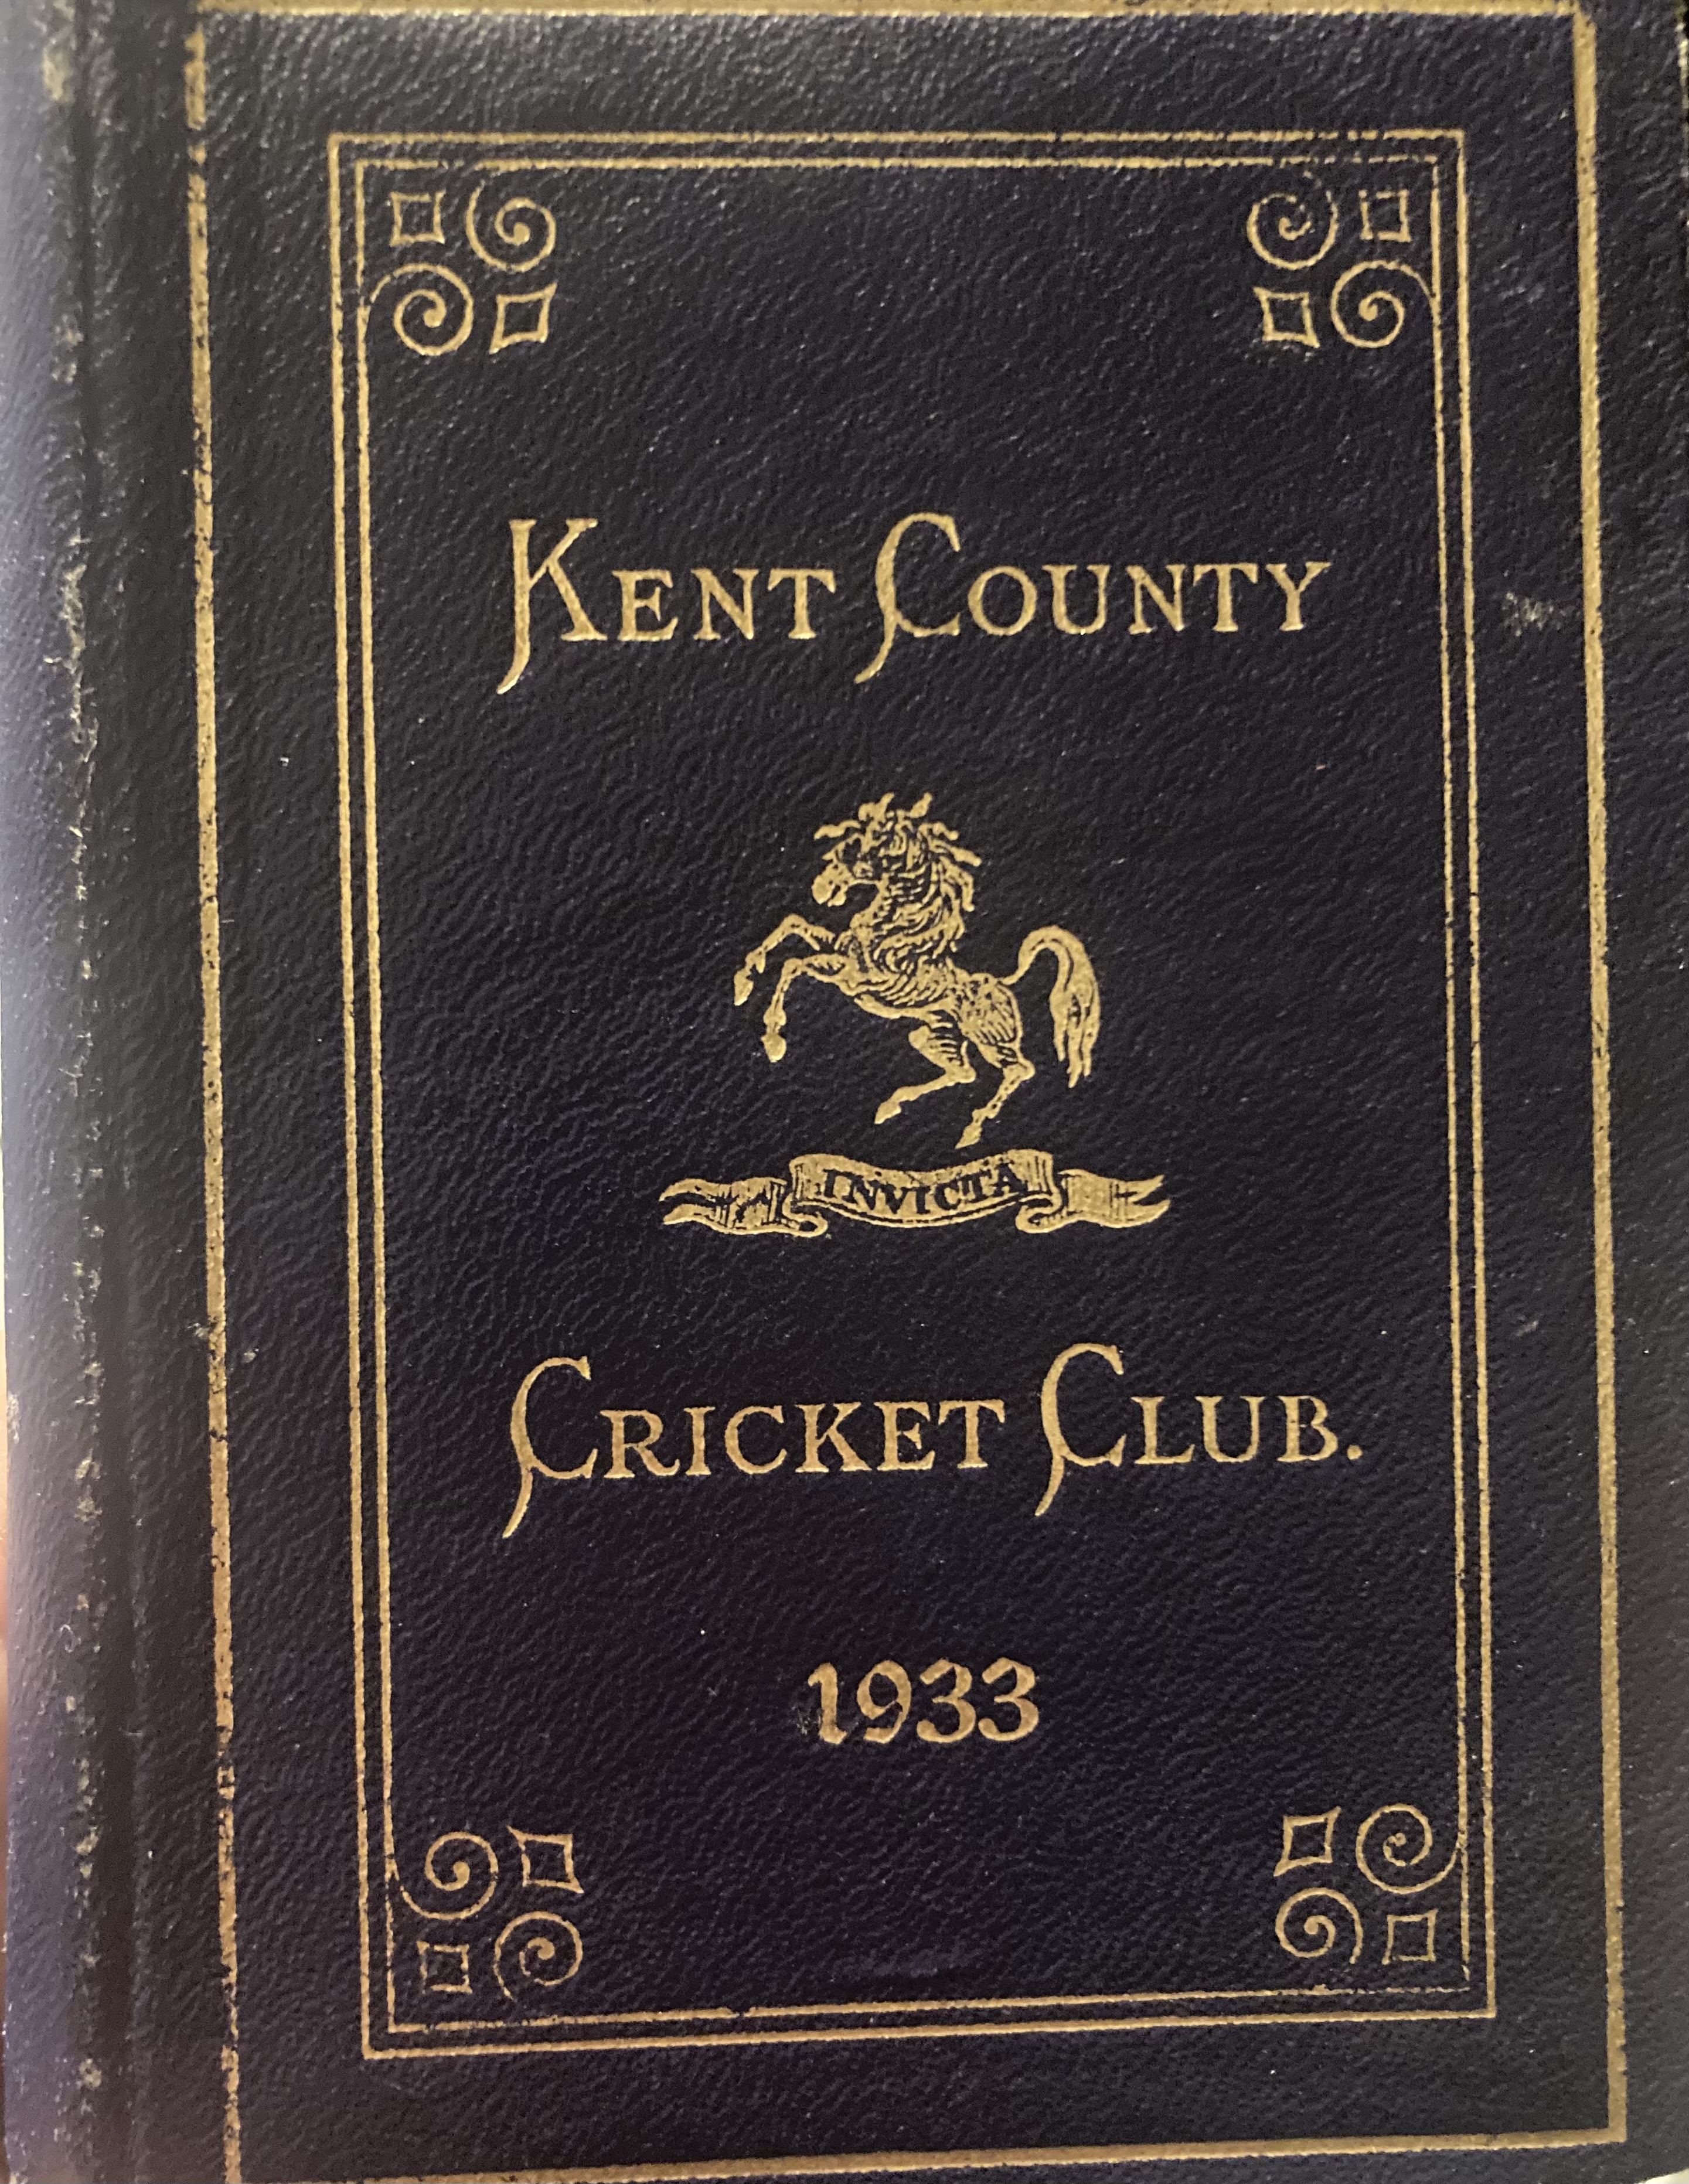 KENT COUNTY
INVICTA
CRICKET CLUB.
1933